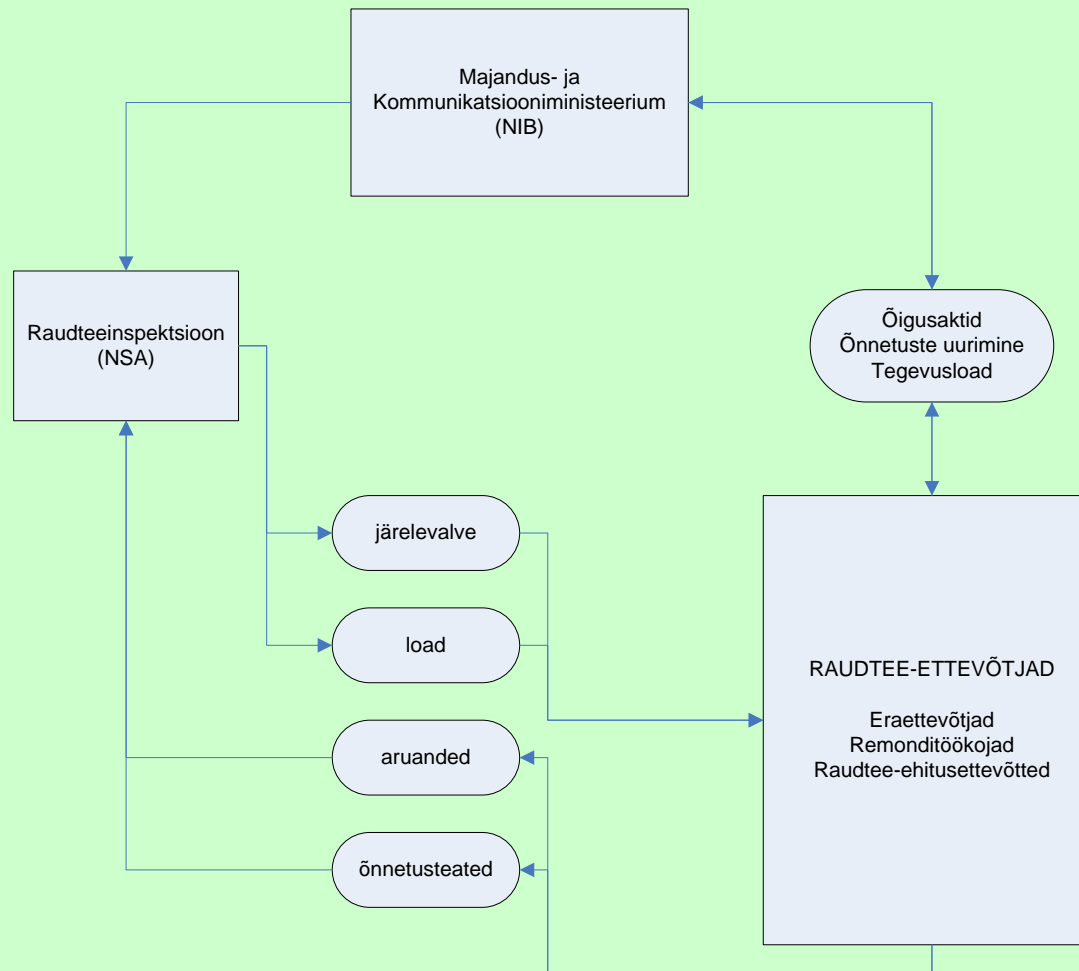 Majandus- ja
Kommunikatsiooniministeerium
(NIB)
Raudteeinspektsioon
(NSA)
Õigusaktid
Õnnetuste uurimine
Tegevusload
järelevalve
load
aruanded
õnnetusteated
RAUDTEE-ETTEVÕTJAD
Eraettevõtjad
Remonditöökojad
Raudtee-ehitusettevõtted